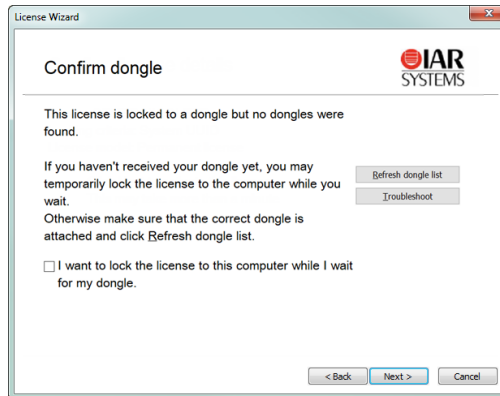 License Wizard
Confirm dongle
IAR
SYSTEMS
This license is locked to a dongle but no dongles were
found.
If you haven't received your dongle yet, you may
temporarily lock the license to the computer while you
wait.
Otherwise make sure that the correct dongle is
attached and click Refresh dongle list.
Refresh dongle list
Troubleshoot
I want to lock the license to this computer while I wait
for my dongle.
< Back
Next >
Cancel